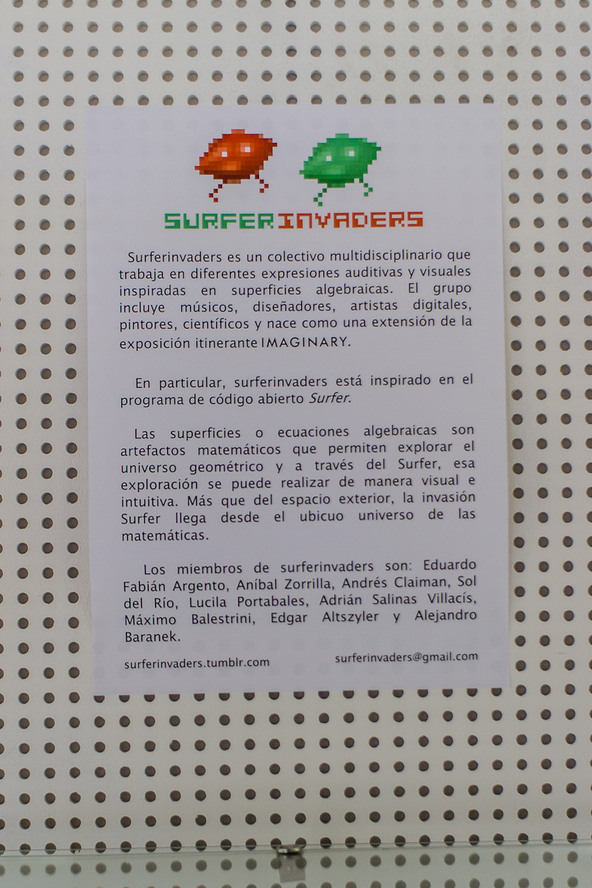 SURFERINVADERS
Surferinvaders es un colectivo multidisciplinario que
trabaja en diferentes expresiones auditivas y visuales
inspiradas en superficies algebraicas. El grupo
incluye músicos, diseñadores, artistas digitales,
pintores, científicos y nace como una extensión de la
exposición itinerante IMAGINARY.
En particular, surferinvaders está inspirado en el
programa de código abierto Surfer.
Las superficies o ecuaciones algebraicas son
artefactos matemáticos que permiten explorar el
universo geométrico y a través del Surfer, esa
exploración se puede realizar de manera visual e
intuitiva. Más que del espacio exterior, la invasión
Surfer llega desde el ubicuo universo de las
matemáticas.
Los miembros de surferinvaders son: Eduardo
Fabián Argento, Aníbal Zorrilla, Andrés Claiman, Sol
del Río, Lucila Portabales, Adrián Salinas Villacís,
Máximo Balestrini, Edgar Altszyler y Alejandro
Baranek.
surferinvaders.tumblr.com surferinvaders@gmail.com